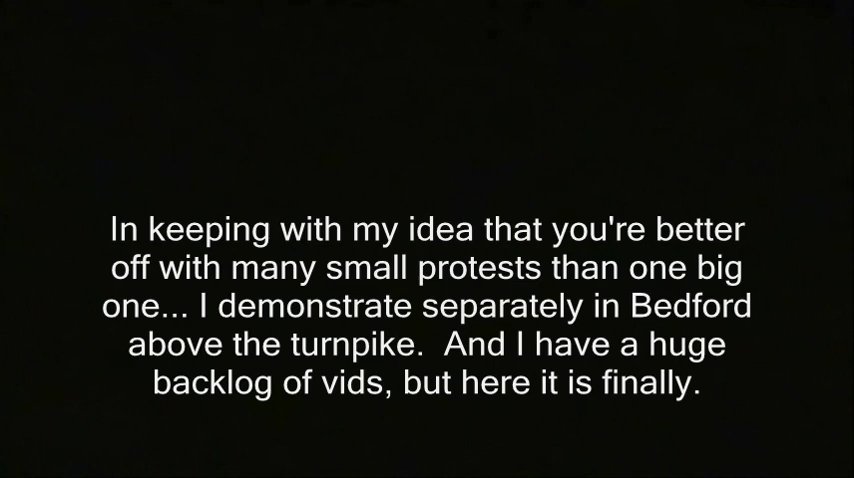 In keeping with my idea that you're better
off with many small protests than one big
one... I demonstrate separately in Bedford
above the turnpike.  And I have a huge
backlog of vids, but here it is finally.